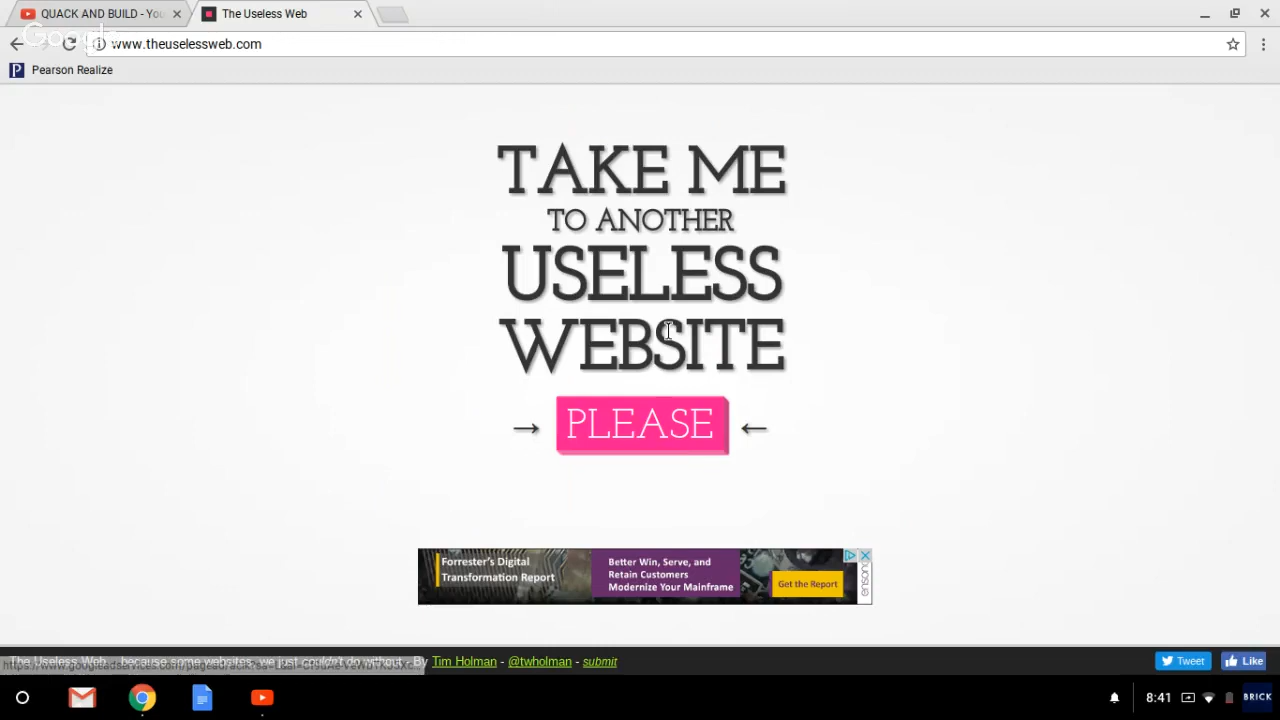 QUACK AND BUILD - You
The Useless Web
Google
www.theuselessweb.com
P Pearson Realize
TAKE ME
TO ANOTHER
USELESS
WEBSITE
→ PLEASE ←
Forrester's Digital
Transformation Report
Better Win, Serve, and
Retain Customers
Modernize Your Mainframe
Get the Report
ensono
The Useless Web... because some websites, we just couldn't do without - By Tim Holman - @twholman - submit
Tweet
Like
8:41
BRICK